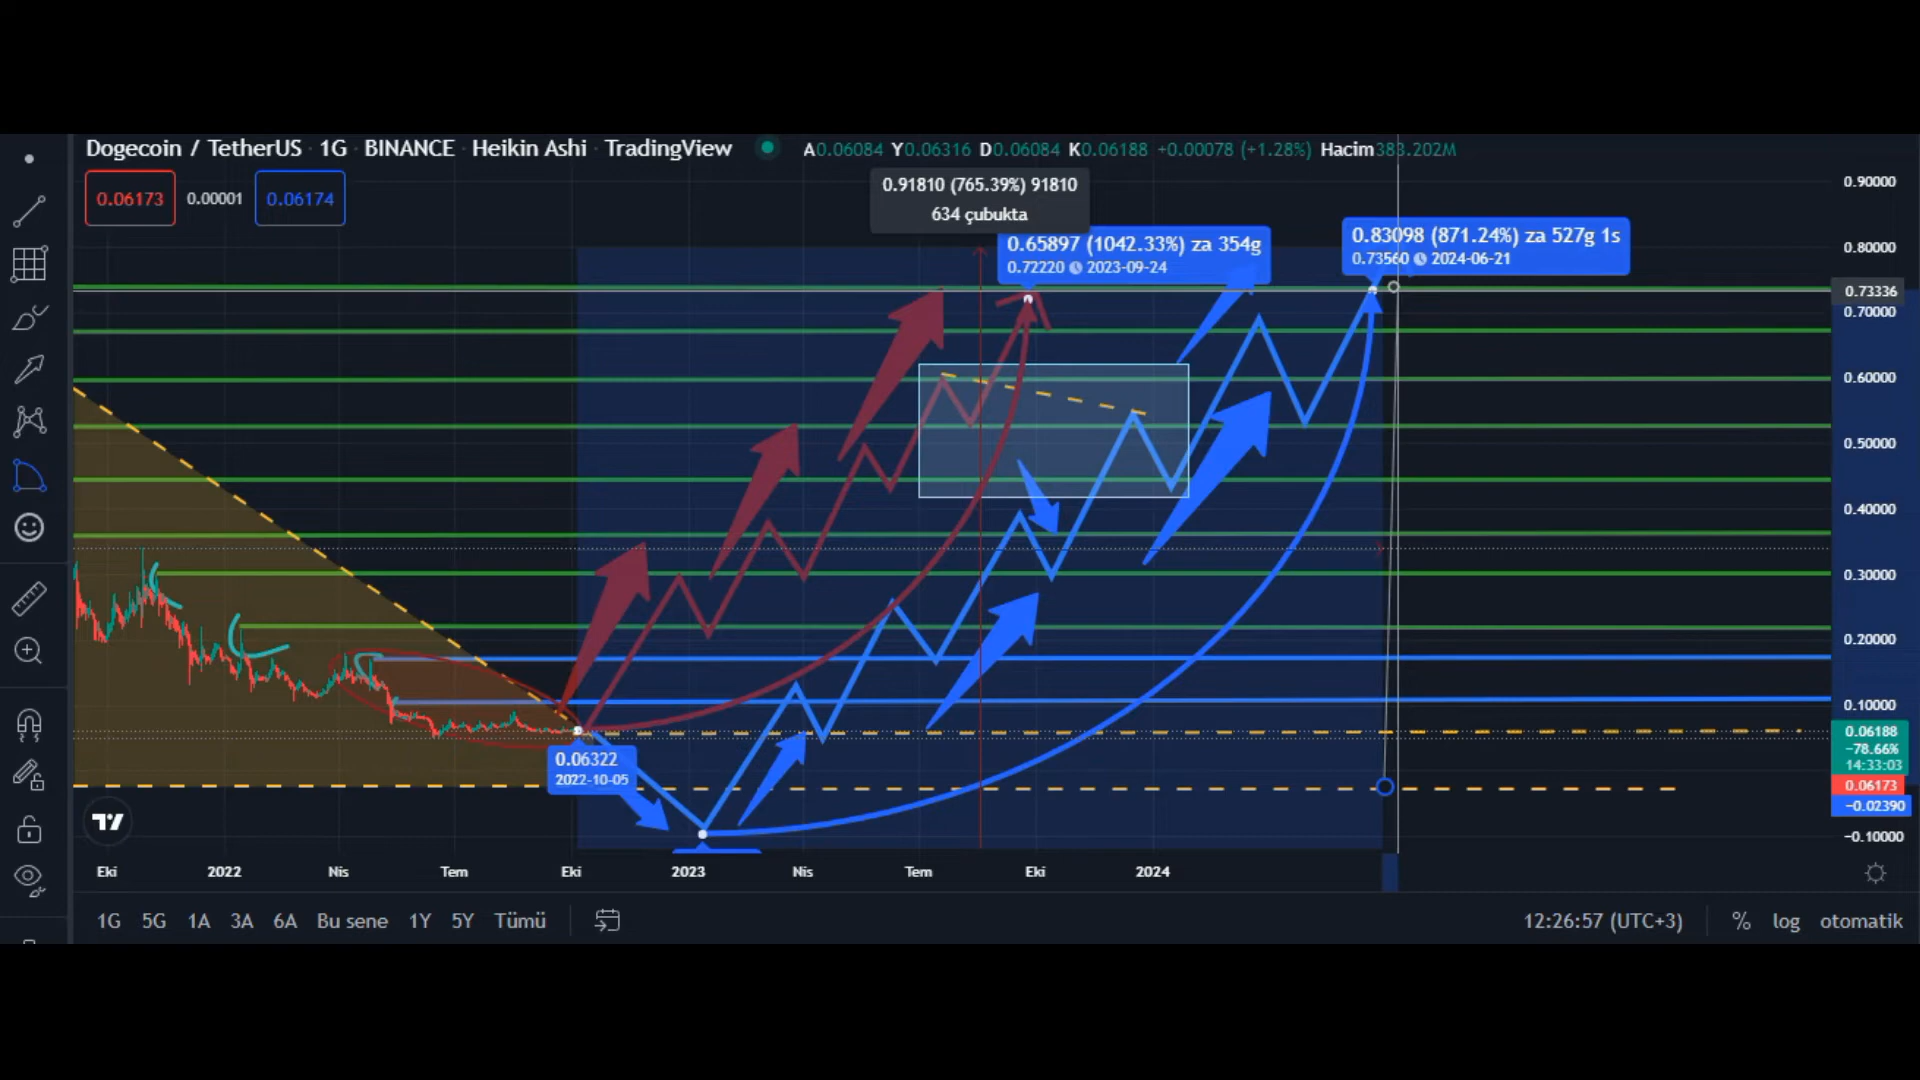 Dogecoin / TetherUS · 1G · BINANCE · Heikin Ashi · TradingView
A0.06084 Y0.06316 D0.06084 K0.06188 +0.00078 (+1.28%) Hacim383.202M
0.06173 0.00001 0.06174
0.91810 (765.39%) 91810
634 çubukta
0.65897 (1042.33%) za 354g
0.72220 2023-09-24
0.83098 (871.24%) za 527g 1s
0.73560 2024-06-21
0.06322
2022-10-05
0.90000
0.80000
0.73336
0.70000
0.60000
0.50000
0.40000
0.30000
0.20000
0.10000
0.06188
−78.66%
14:33:03
0.06173
−0.02390
−0.10000
Eki 2022 Nis Tem Eki 2023 Nis Tem Eki 2024
1G 5G 1A 3A 6A Bu sene 1Y 5Y Tümü
12:26:57 (UTC+3) % log otomatik